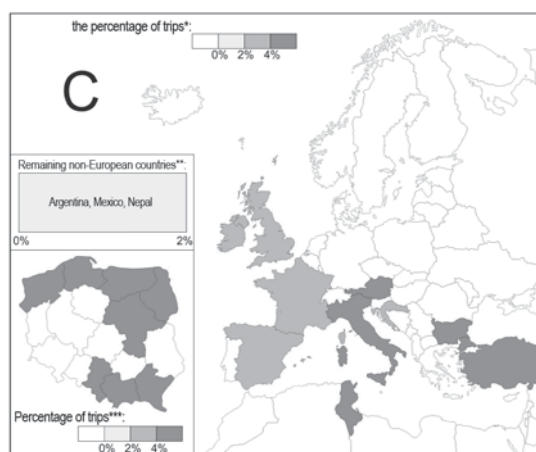 the percentage of trips*:
0% 2% 4%
C
Remaining non-European countries**:
Argentina, Mexico, Nepal
0% 2%
Percentage of trips***:
0% 2% 4%